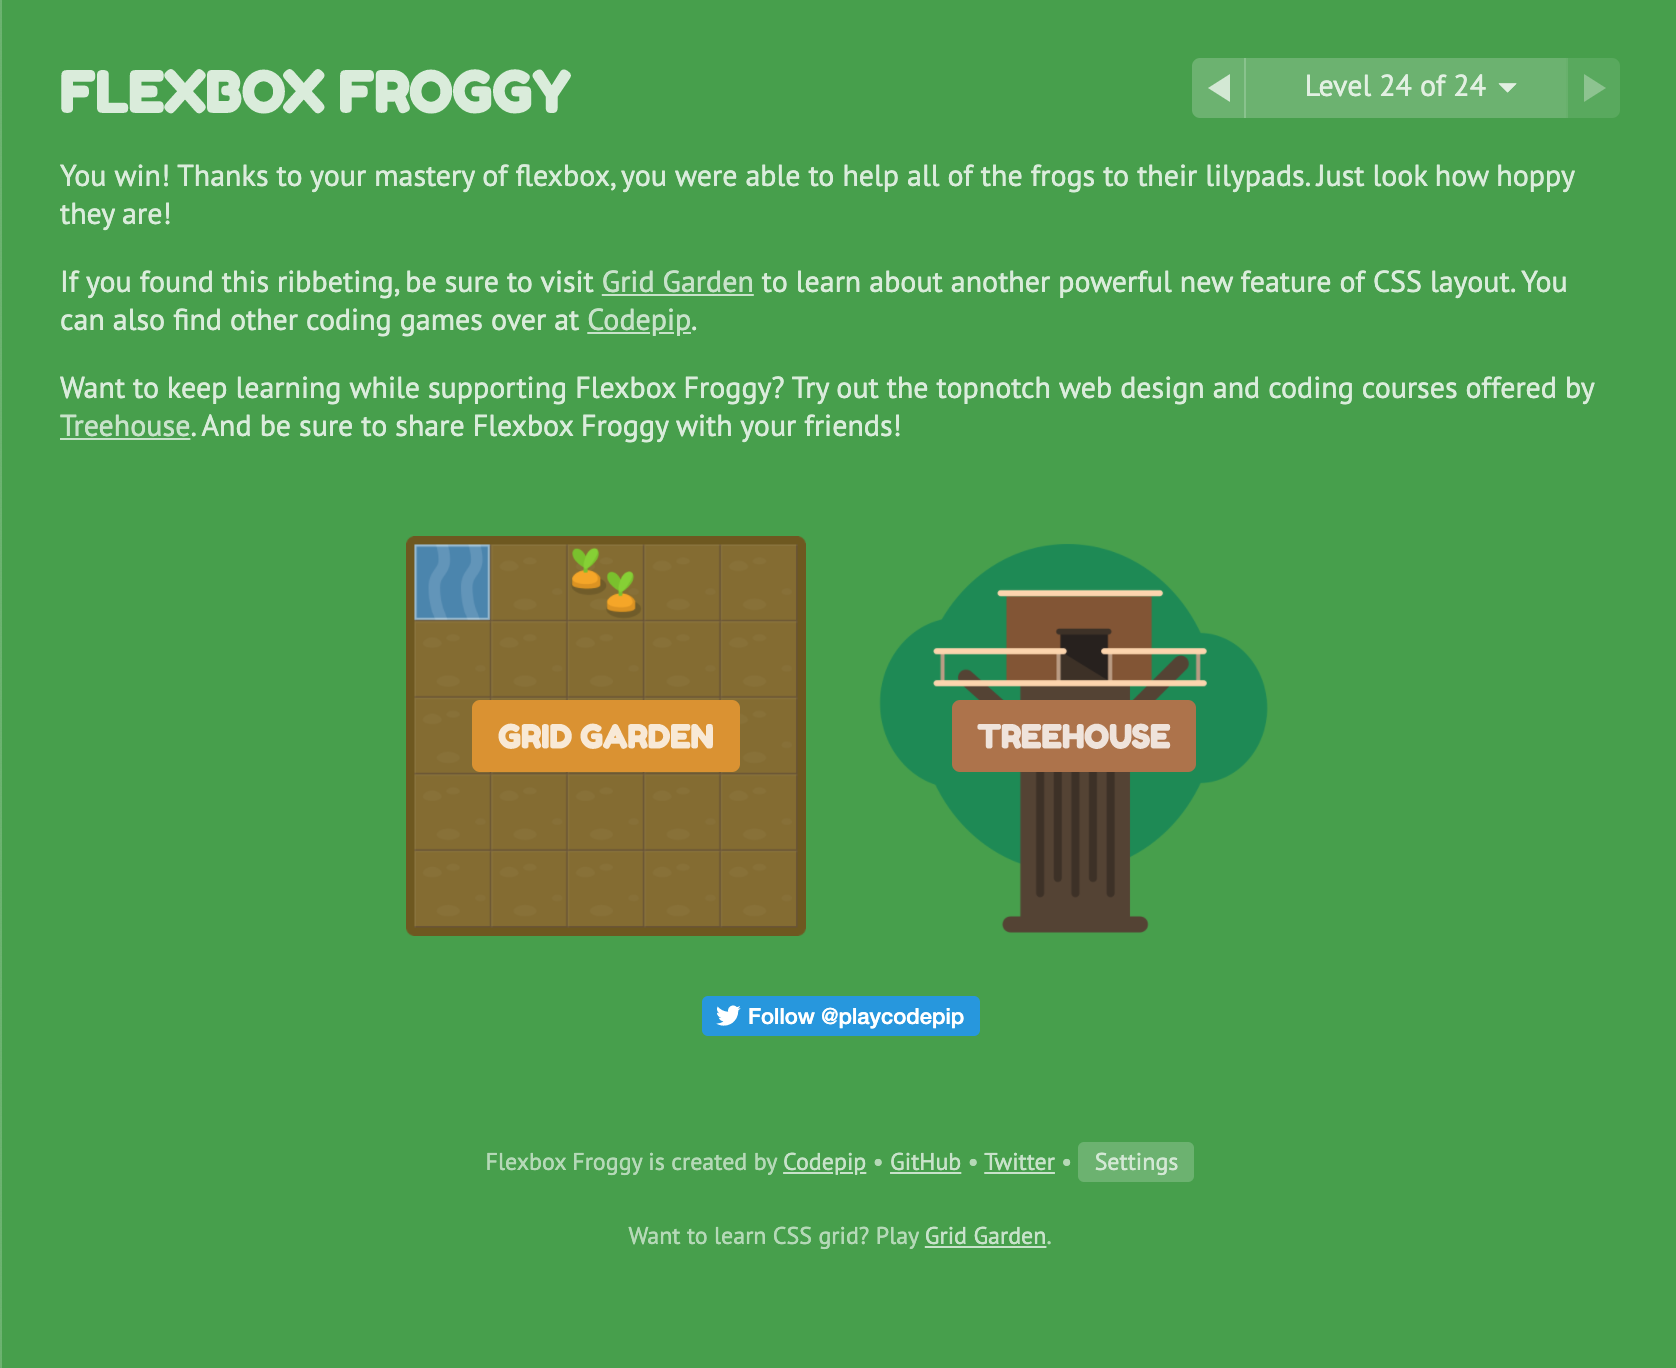 FLEXBOX FROGGY
Level 24 of 24
You win! Thanks to your mastery of flexbox, you were able to help all of the frogs to their lilypads. Just look how hoppy
they are!
If you found this ribbeting, be sure to visit Grid Garden to learn about another powerful new feature of CSS layout. You
can also find other coding games over at Codepip.
Want to keep learning while supporting Flexbox Froggy? Try out the topnotch web design and coding courses offered by
Treehouse. And be sure to share Flexbox Froggy with your friends!
GRID GARDEN
TREEHOUSE
Follow @playcodepip
Flexbox Froggy is created by Codepip • GitHub • Twitter • Settings
Want to learn CSS grid? Play Grid Garden.